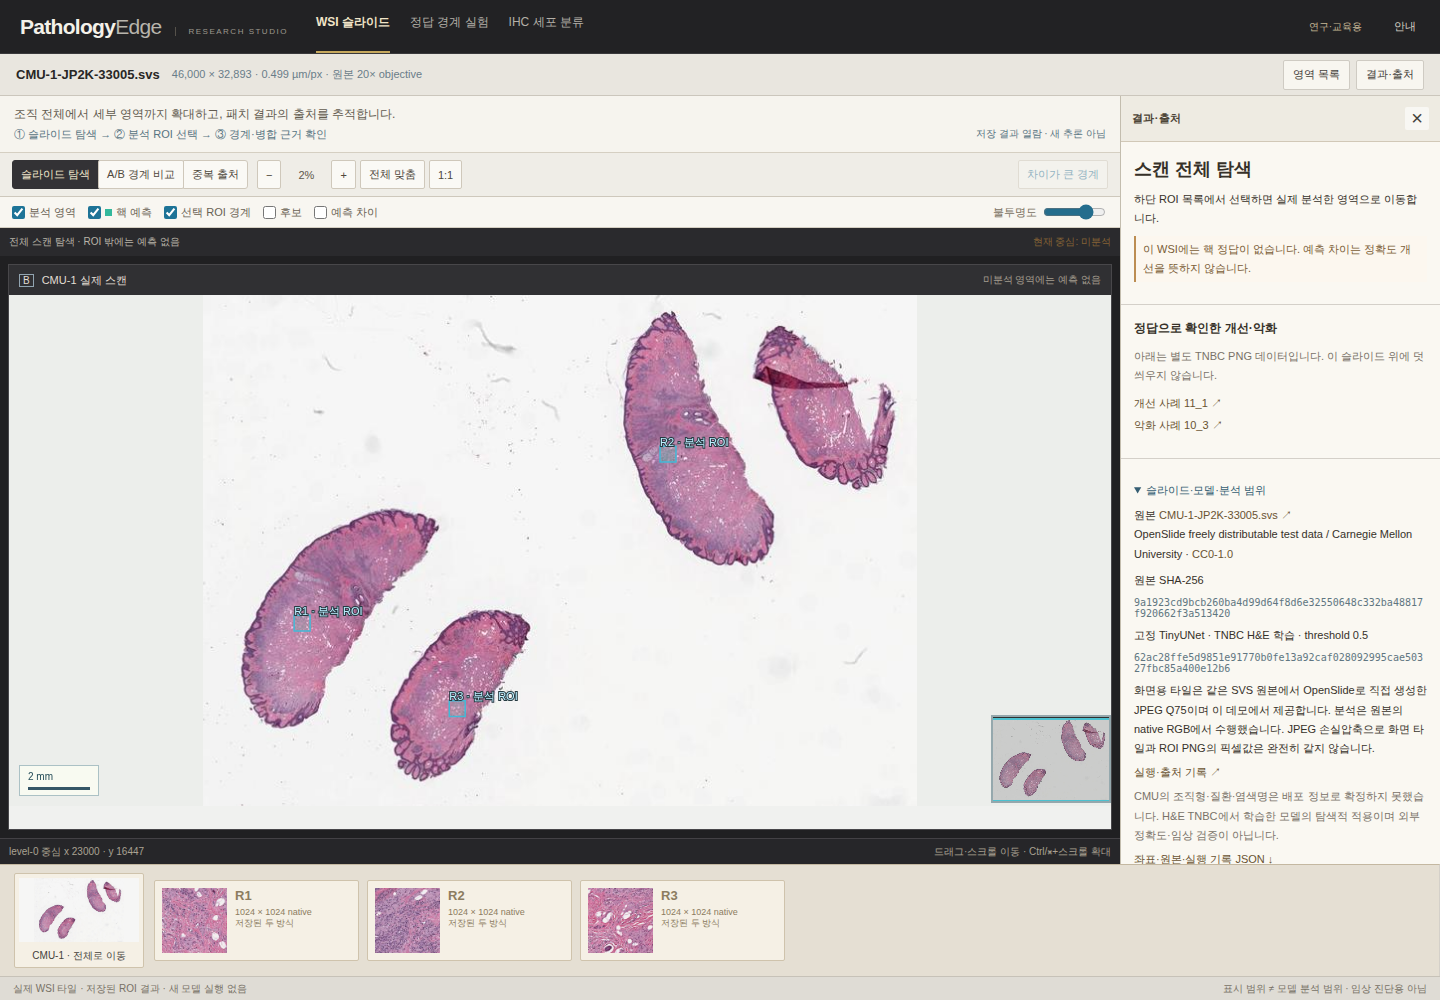 PathologyEdge | RESEARCH STUDIO WSI 슬라이드 정답 경계 실험 IHC 세포 분류 연구·교육용 안내
CMU-1-JP2K-33005.svs 46,000 × 32,893 · 0.499 µm/px · 원본 20× objective 영역 목록 결과·출처
조직 전체에서 세부 영역까지 확대하고, 패치 결과의 출처를 추적합니다.
① 슬라이드 탐색 → ② 분석 ROI 선택 → ③ 경계·병합 근거 확인 저장 결과 열람 · 새 추론 아님
슬라이드 탐색 A/B 경계 비교 중복 출처 − 2% + 전체 맞춤 1:1 차이가 큰 경계
분석 영역 핵 예측 선택 ROI 경계 후보 예측 차이 불투명도
전체 스캔 탐색 · ROI 밖에는 예측 없음 현재 중심: 미분석
B CMU-1 실제 스캔 미분석 영역에는 예측 없음
R2 · 분석 ROI
R1 · 분석 ROI
R3 · 분석 ROI
2 mm
level-0 중심 x 23000 · y 16447 드래그·스크롤 이동 · Ctrl/⌘+스크롤 확대
결과·출처 ✕
스캔 전체 탐색
하단 ROI 목록에서 선택하면 실제 분석한 영역으로 이동합
니다.
이 WSI에는 핵 정답이 없습니다. 예측 차이는 정확도 개
선을 뜻하지 않습니다.
정답으로 확인한 개선·악화
아래는 별도 TNBC PNG 데이터입니다. 이 슬라이드 위에 덧
씌우지 않습니다.
개선 사례 11_1 ↗
악화 사례 10_3 ↗
▼ 슬라이드·모델·분석 범위
원본 CMU-1-JP2K-33005.svs ↗
OpenSlide freely distributable test data / Carnegie Mellon
University · CC0-1.0
원본 SHA-256
9a1923cd9bcb260ba4d99d64f8d6e32550648c332ba48817
f920662f3a513420
고정 TinyUNet · TNBC H&E 학습 · threshold 0.5
62ac28ffe5d9851e91770b0fe13a92caf028092995cae503
27fbc85a400e12b6
화면용 타일은 같은 SVS 원본에서 OpenSlide로 직접 생성한
JPEG Q75이며 이 데모에서 제공합니다. 분석은 원본의
native RGB에서 수행했습니다. JPEG 손실압축으로 화면 타
일과 ROI PNG의 픽셀값은 완전히 같지 않습니다.
실행·출처 기록 ↗
CMU의 조직형·질환·염색명은 배포 정보로 확정하지 못했습
니다. H&E TNBC에서 학습한 모델의 탐색적 적용이며 외부
정확도·임상 검증이 아닙니다.
좌표·원본·실행 기록 JSON ↓
CMU-1 · 전체로 이동
R1
1024 × 1024 native
저장된 두 방식
R2
1024 × 1024 native
저장된 두 방식
R3
1024 × 1024 native
저장된 두 방식
실제 WSI 타일 · 저장된 ROI 결과 · 새 모델 실행 없음 표시 범위 ≠ 모델 분석 범위 · 임상 진단용 아님